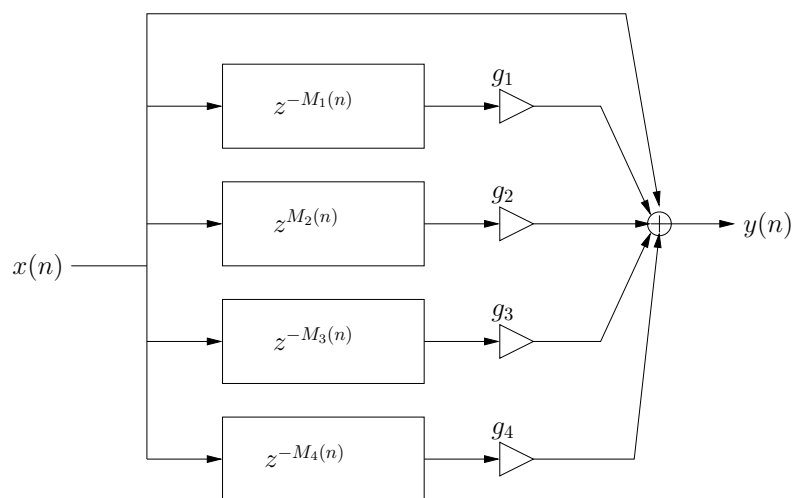 g₁
z^{-M₁(n)}
g₂
z^{M₂(n)}
y(n)
x(n)
g₃
z^{-M₃(n)}
g₄
z^{-M₄(n)}